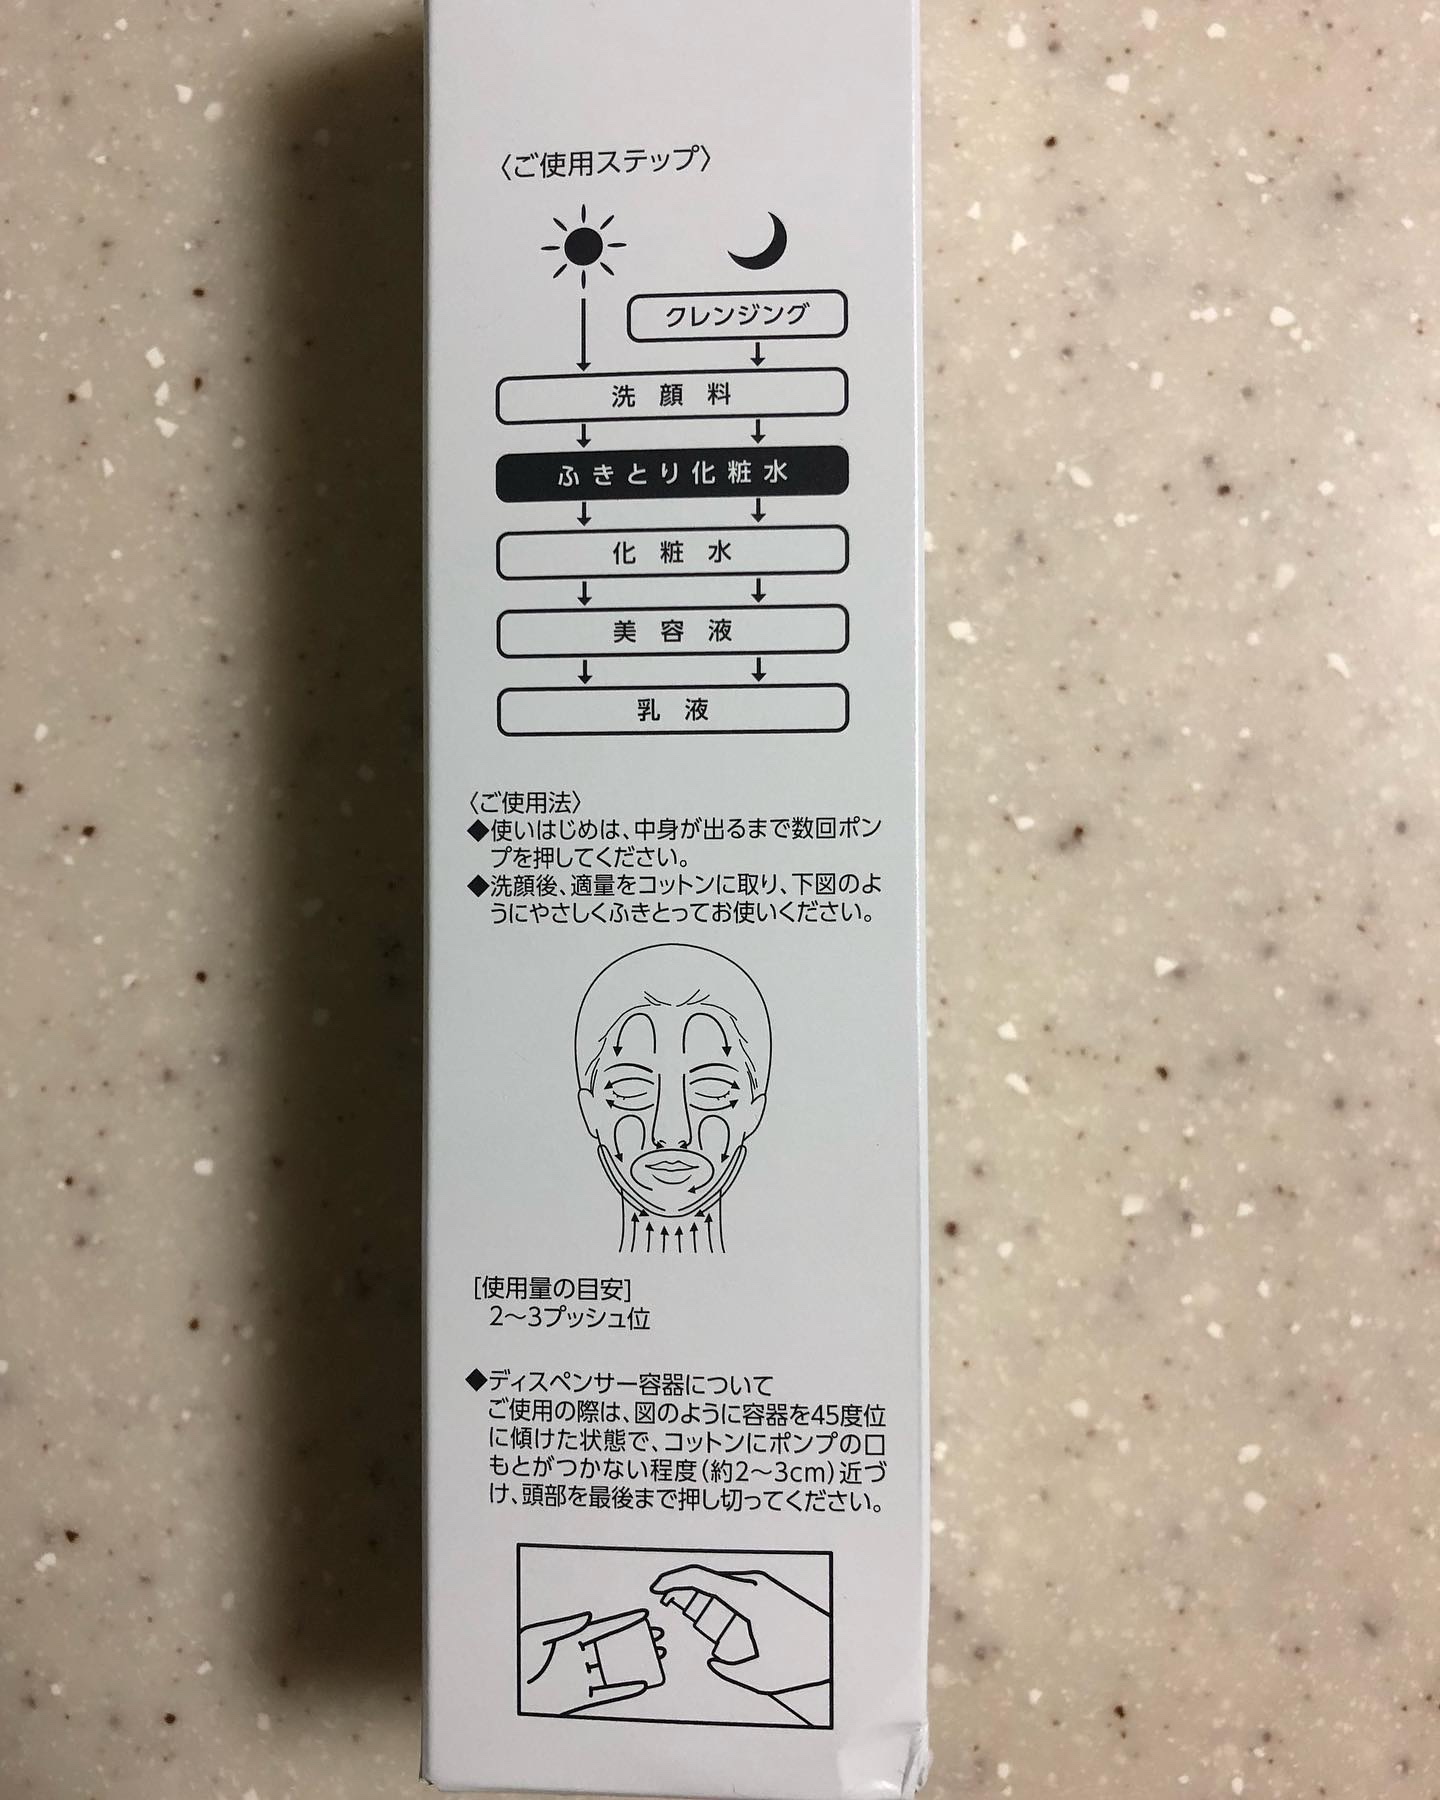 〈ご使用ステップ〉
クレンジング
洗顔料
ふきとり化粧水
化粧水
美容液
乳液
〈ご使用法〉
◆使いはじめは、中身が出るまで数回ポン
プを押してください。
◆洗顔後、適量をコットンに取り、下図のよ
うにやさしくふきとってお使いください。
[使用量の目安]
2〜3プッシュ位
◆ディスペンサー容器について
ご使用の際は、図のように容器を45度位
に傾けた状態で、コットンにポンプの口
もとがつかない程度(約2〜3cm)近づ
け、頭部を最後まで押し切ってください。